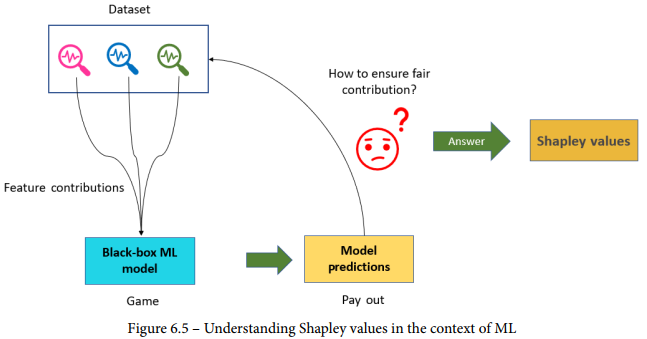 Dataset
How to ensure fair
contribution?
?
Answer
Shapley values
Feature contributions
Black-box ML
model
Model
predictions
Game
Pay out
Figure 6.5 – Understanding Shapley values in the context of ML